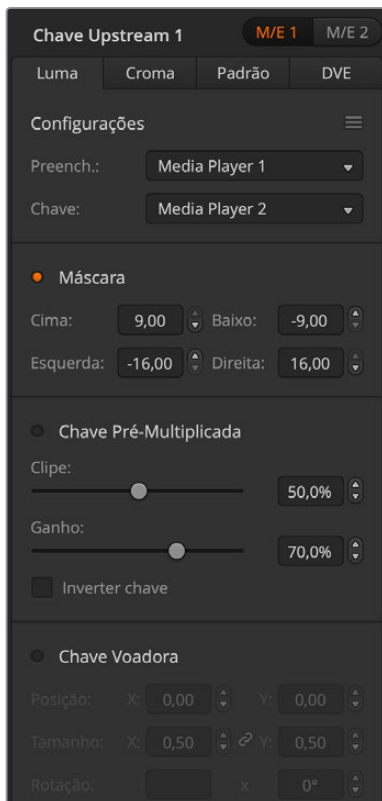 Chave Upstream 1 M/E 1 M/E 2
Luma Croma Padrão DVE
Configurações
Preench.: Media Player 1
Chave: Media Player 2
Máscara
Cima: 9,00 Baixo: -9,00
Esquerda: -16,00 Direita: 16,00
Chave Pré-Multiplicada
Clipe:
50,0%
Ganho:
70,0%
Inverter chave
Chave Voadora
Posição: X: 0,00 Y: 0,00
Tamanho: X: 0,50 Y: 0,50
Rotação: x 0°